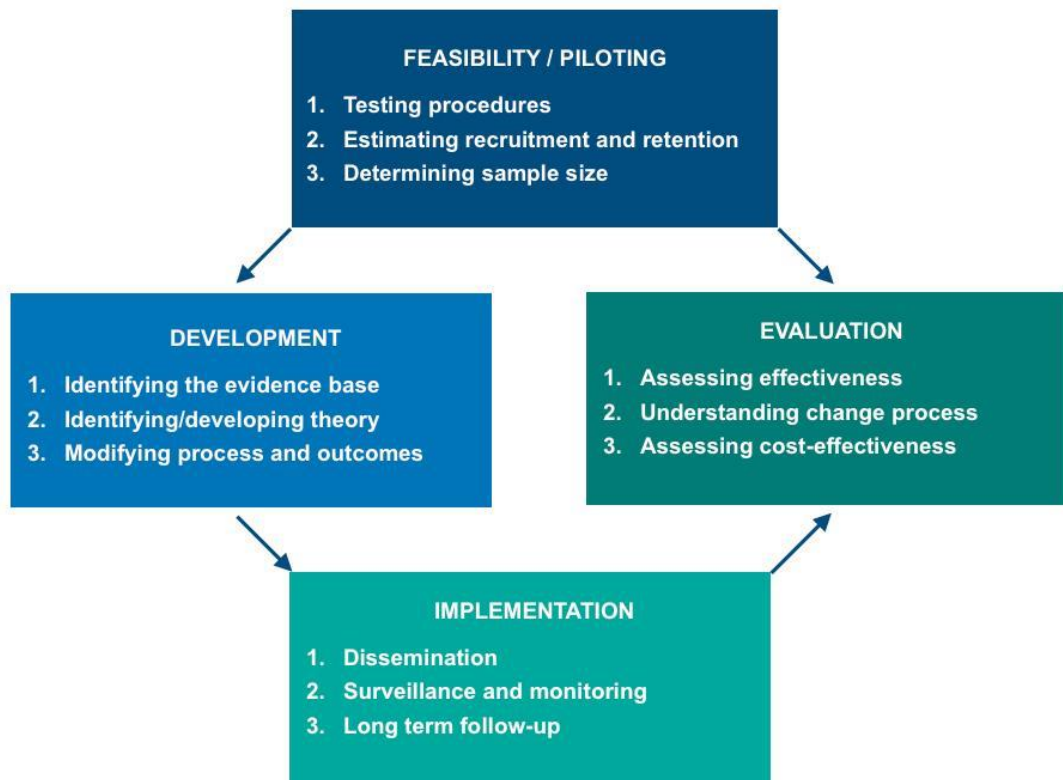 FEASIBILITY / PILOTING
1. Testing procedures
2. Estimating recruitment and retention
3. Determining sample size
DEVELOPMENT
1. Identifying the evidence base
2. Identifying/developing theory
3. Modifying process and outcomes
EVALUATION
1. Assessing effectiveness
2. Understanding change process
3. Assessing cost-effectiveness
IMPLEMENTATION
1. Dissemination
2. Surveillance and monitoring
3. Long term follow-up